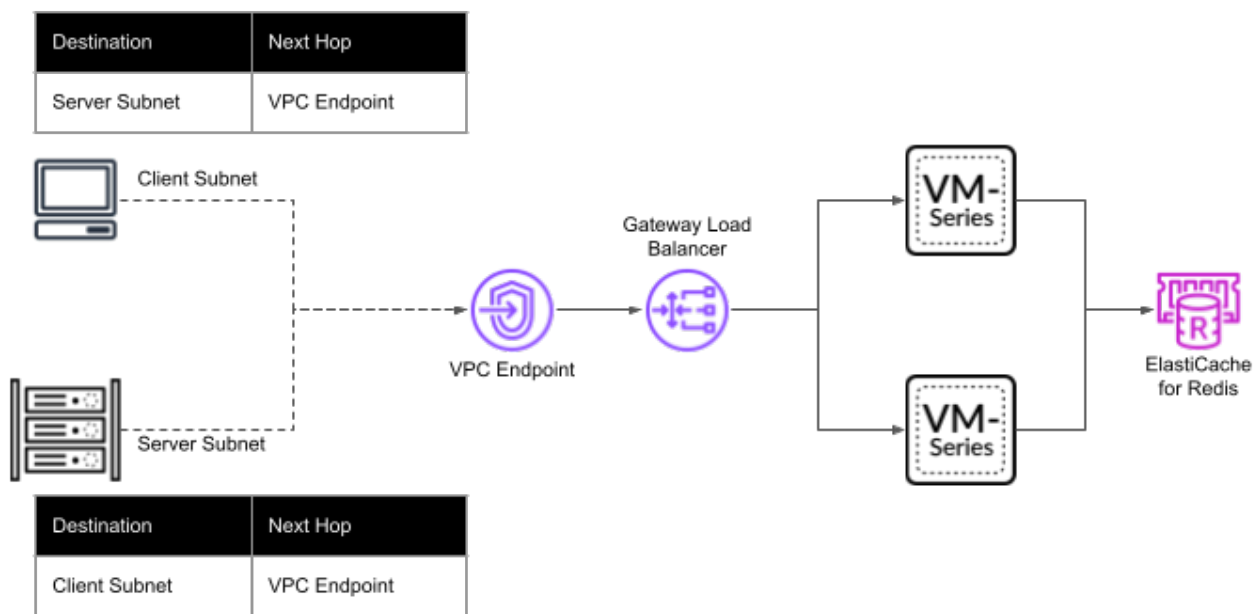 Destination Next Hop
Server Subnet VPC Endpoint
Client Subnet
Gateway Load
Balancer
VM-
Series
VPC Endpoint
ElastiCache
for Redis
R
VM-
Series
Server Subnet
Destination Next Hop
Client Subnet VPC Endpoint